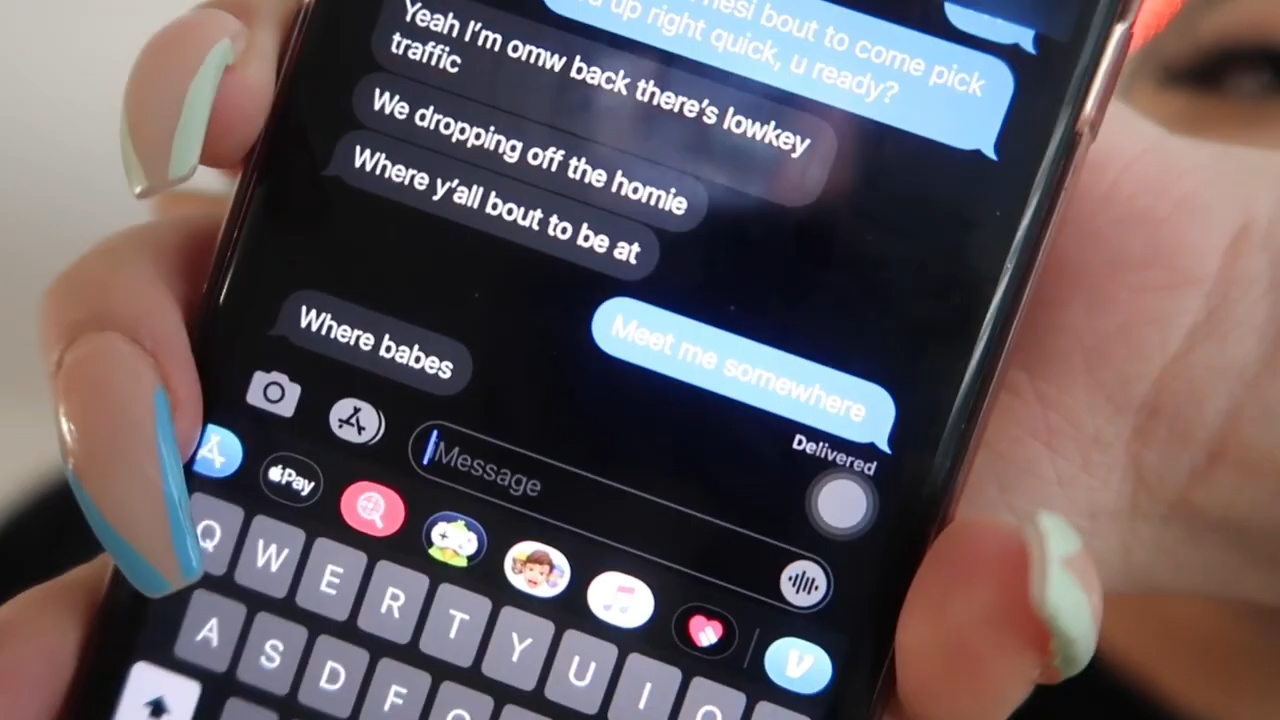 bout to come pick
up right quick, u ready?
Yeah I'm omw back there's lowkey
traffic
We dropping off the homie
Where y'all bout to be at
Meet me somewhere
Delivered
Where babes
iMessage
Pay
Q W E R T Y U I
A S D F